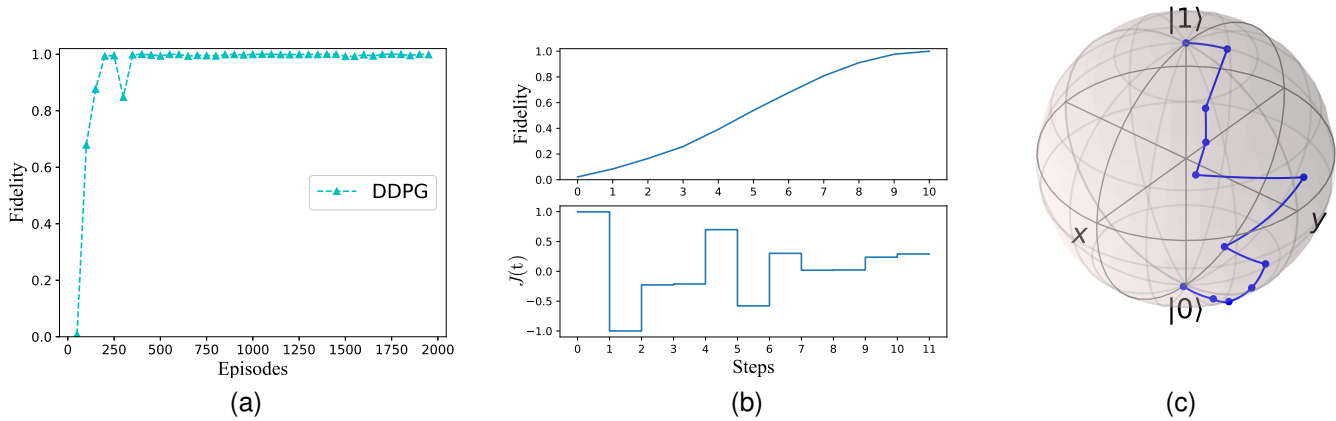 1.0
0.8
0.6
0.4
0.2
0.0
Fidelity
DDPG
0 250 500 750 1000 1250 1500 1750 2000
Episodes
(a)
1.0
0.8
0.6
0.4
0.2
0.0
Fidelity
0 1 2 3 4 5 6 7 8 9 10
1.0
0.5
0.0
−0.5
−1.0
J(t)
0 1 2 3 4 5 6 7 8 9 10 11
Steps
(b)
|1⟩
x
y
|0⟩
(c)